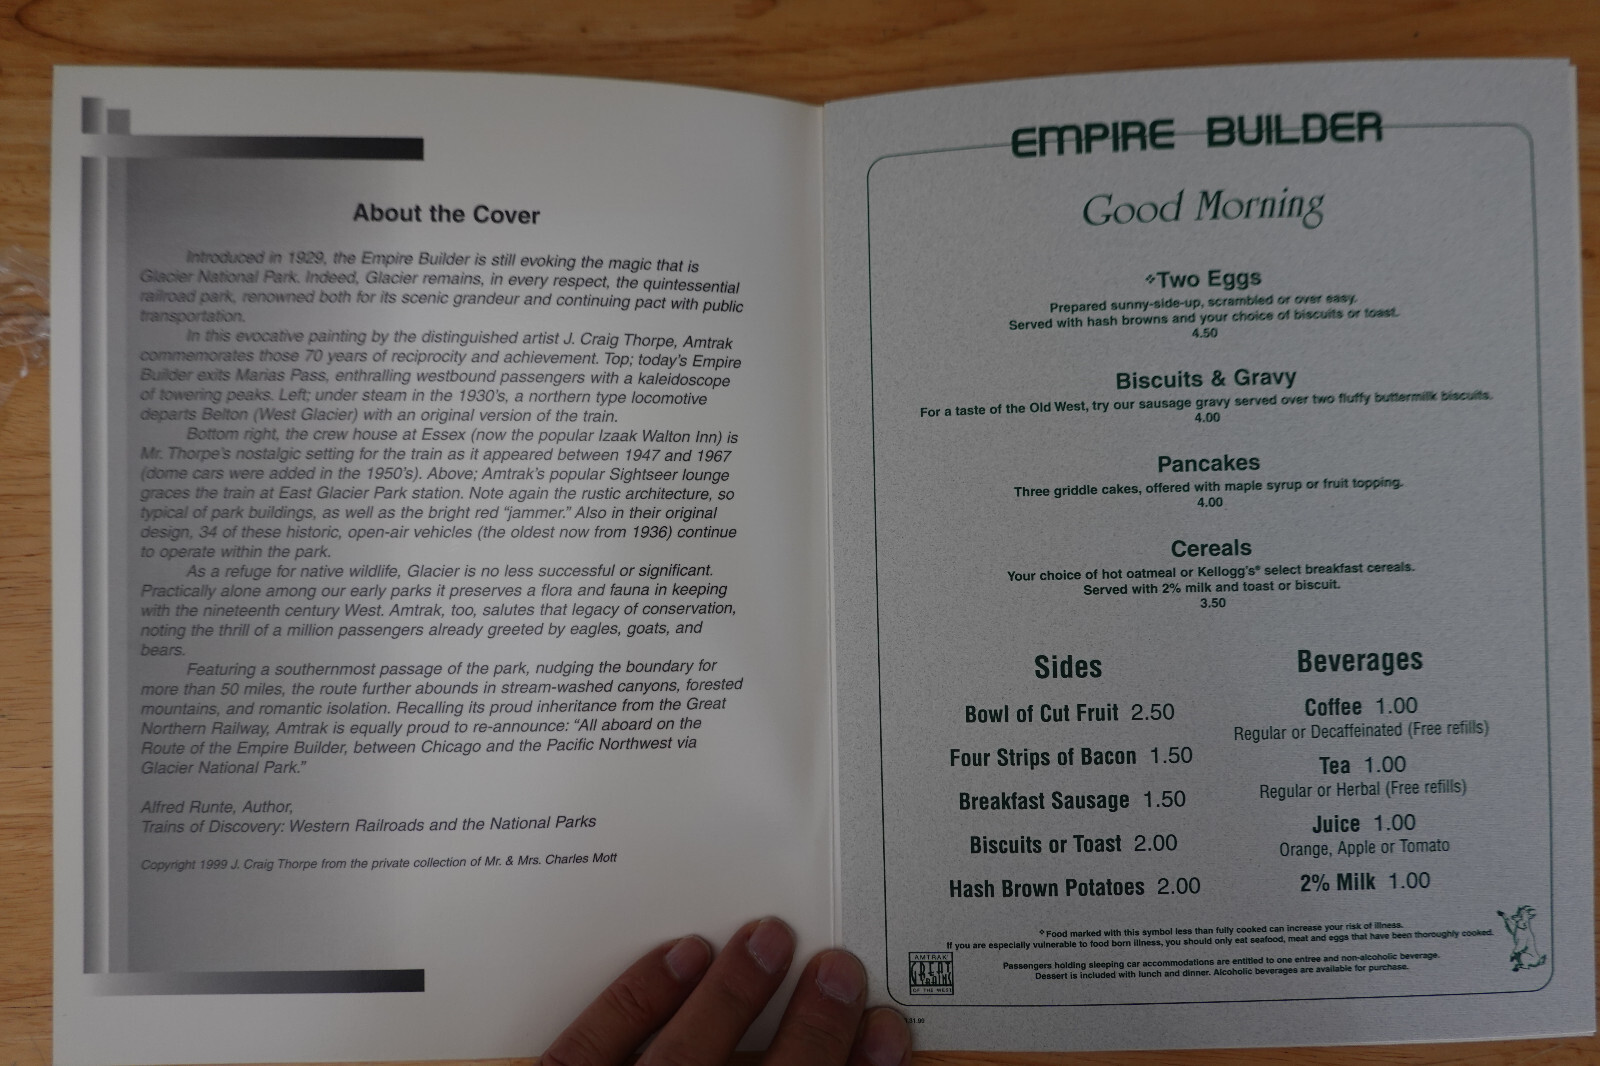 About the Cover
Introduced in 1929, the Empire Builder is still evoking the magic that is
Glacier National Park. Indeed, Glacier remains, in every respect, the quintessential
railroad park, renowned both for its scenic grandeur and continuing pact with public
transportation.
In this evocative painting by the distinguished artist J. Craig Thorpe, Amtrak
commemorates those 70 years of reciprocity and achievement. Top; today's Empire
Builder exits Marias Pass, enthralling westbound passengers with a kaleidoscope
of towering peaks. Left; under steam in the 1930's, a northern type locomotive
departs Belton (West Glacier) with an original version of the train.
Bottom right, the crew house at Essex (now the popular Izaak Walton Inn) is
Mr. Thorpe's nostalgic setting for the train as it appeared between 1947 and 1967
(dome cars were added in the 1950's). Above; Amtrak's popular Sightseer lounge
graces the train at East Glacier Park station. Note again the rustic architecture, so
typical of park buildings, as well as the bright red "jammer." Also in their original
design, 34 of these historic, open-air vehicles (the oldest now from 1936) continue
to operate within the park.
As a refuge for native wildlife, Glacier is no less successful or significant.
Practically alone among our early parks it preserves a flora and fauna in keeping
with the nineteenth century West. Amtrak, too, salutes that legacy of conservation,
noting the thrill of a million passengers already greeted by eagles, goats, and
bears.
Featuring a southernmost passage of the park, nudging the boundary for
more than 50 miles, the route further abounds in stream-washed canyons, forested
mountains, and romantic isolation. Recalling its proud inheritance from the Great
Northern Railway, Amtrak is equally proud to re-announce: "All aboard on the
Route of the Empire Builder, between Chicago and the Pacific Northwest via
Glacier National Park."
Alfred Runte, Author,
Trains of Discovery: Western Railroads and the National Parks
Copyright 1999 J. Craig Thorpe from the private collection of Mr. & Mrs. Charles Mott
EMPIRE BUILDER
Good Morning
❖Two Eggs
Prepared sunny-side-up, scrambled or over easy.
Served with hash browns and your choice of biscuits or toast.
4.50
Biscuits & Gravy
For a taste of the Old West, try our sausage gravy served over two fluffy buttermilk biscuits.
4.00
Pancakes
Three griddle cakes, offered with maple syrup or fruit topping.
4.00
Cereals
Your choice of hot oatmeal or Kellogg's® select breakfast cereals.
Served with 2% milk and toast or biscuit.
3.50
Sides
Bowl of Cut Fruit 2.50
Four Strips of Bacon 1.50
Breakfast Sausage 1.50
Biscuits or Toast 2.00
Hash Brown Potatoes 2.00
Beverages
Coffee 1.00
Regular or Decaffeinated (Free refills)
Tea 1.00
Regular or Herbal (Free refills)
Juice 1.00
Orange, Apple or Tomato
2% Milk 1.00
❖Food marked with this symbol less than fully cooked can increase your risk of illness.
If you are especially vulnerable to food born illness, you should only eat seafood, meat and eggs that have been thoroughly cooked.
Passengers holding sleeping car accommodations are entitled to one entree and non-alcoholic beverage.
Dessert is included with lunch and dinner. Alcoholic beverages are available for purchase.
AMTRAK
GREAT
TRAINS
OF THE WEST